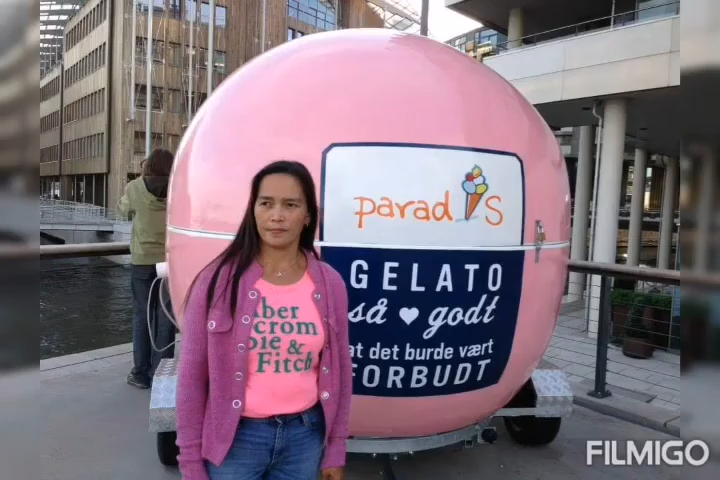 paradis
GELATO
så godt
at det burde vært
FORBUDT
Aber
crom
bie &
Fitch
FILMIGO